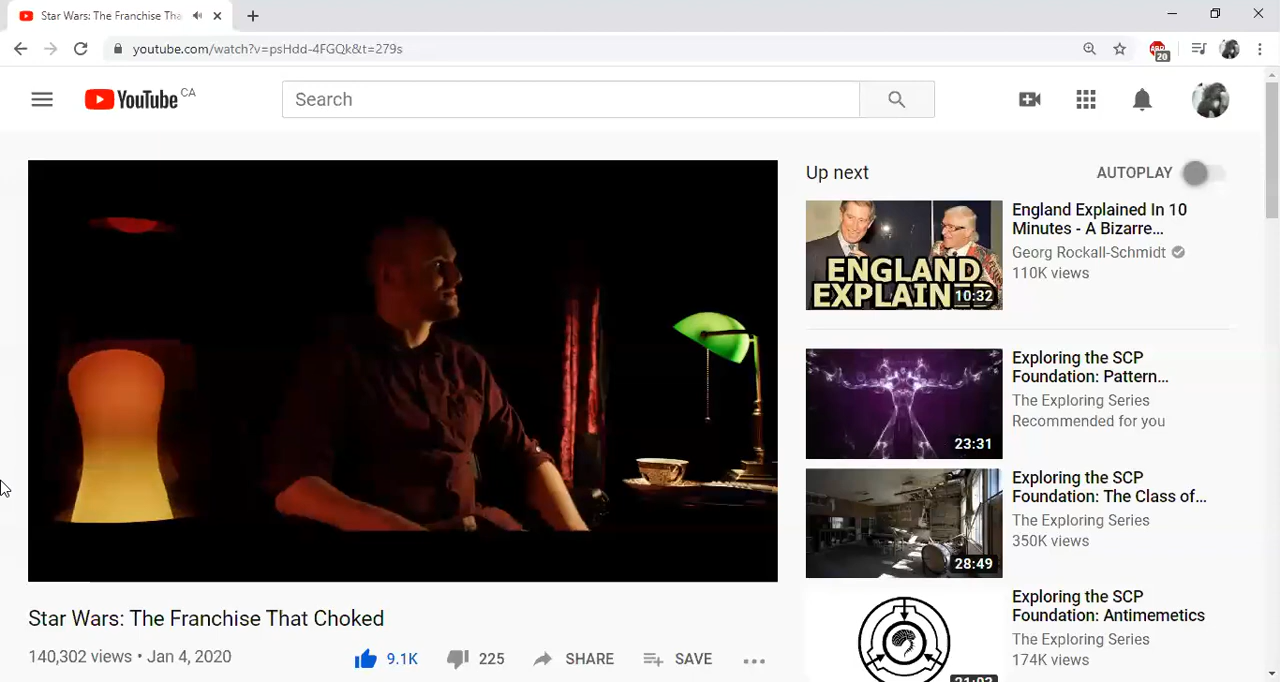 Star Wars: The Franchise Tha
youtube.com/watch?v=psHdd-4FGQk&t=279s
20
YouTube CA
Search
Up next
AUTOPLAY
ENGLAND
EXPLAIN
10:32
England Explained In 10
Minutes - A Bizarre...
Georg Rockall-Schmidt
110K views
23:31
Exploring the SCP
Foundation: Pattern...
The Exploring Series
Recommended for you
28:49
Exploring the SCP
Foundation: The Class of...
The Exploring Series
350K views
Exploring the SCP
Foundation: Antimemetics
The Exploring Series
174K views
Star Wars: The Franchise That Choked
140,302 views • Jan 4, 2020
9.1K
225
SHARE
SAVE